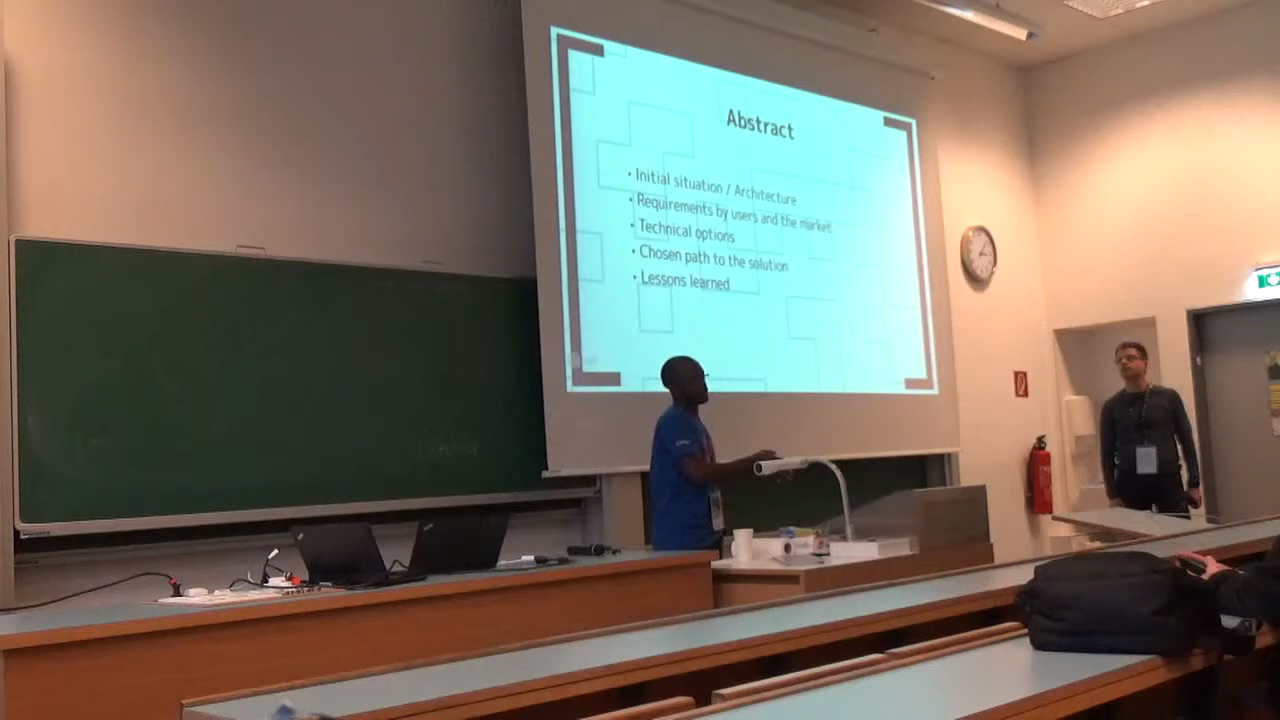 Abstract
• Initial situation / Architecture
• Requirements by users and the market
• Technical options
• Chosen path to the solution
• Lessons learned